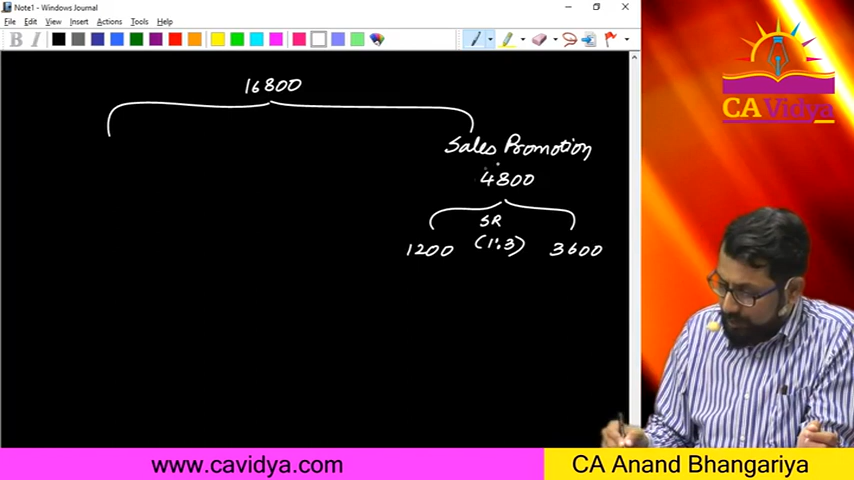 Note1 - Windows Journal
File Edit View Insert Actions Tools Help
B I
16800
Sales Promotion
4800
SR
1200 (1:3) 3600
CA Vidya
www.cavidya.com
CA Anand Bhangariya